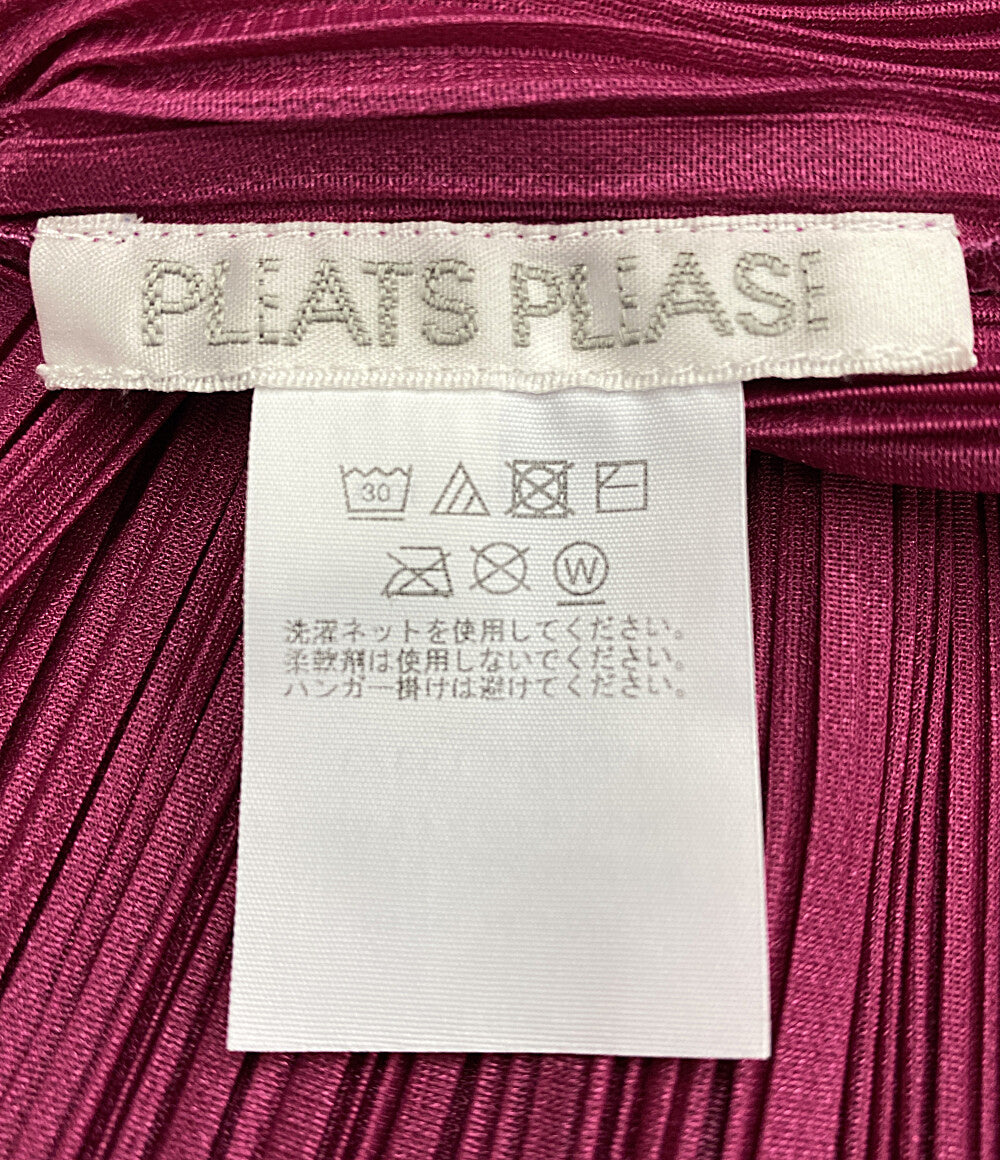 PLEATS PLEASE
30
W
洗濯ネットを使用してください。
柔軟剤は使用しないでください。
ハンガー掛けは避けてください。